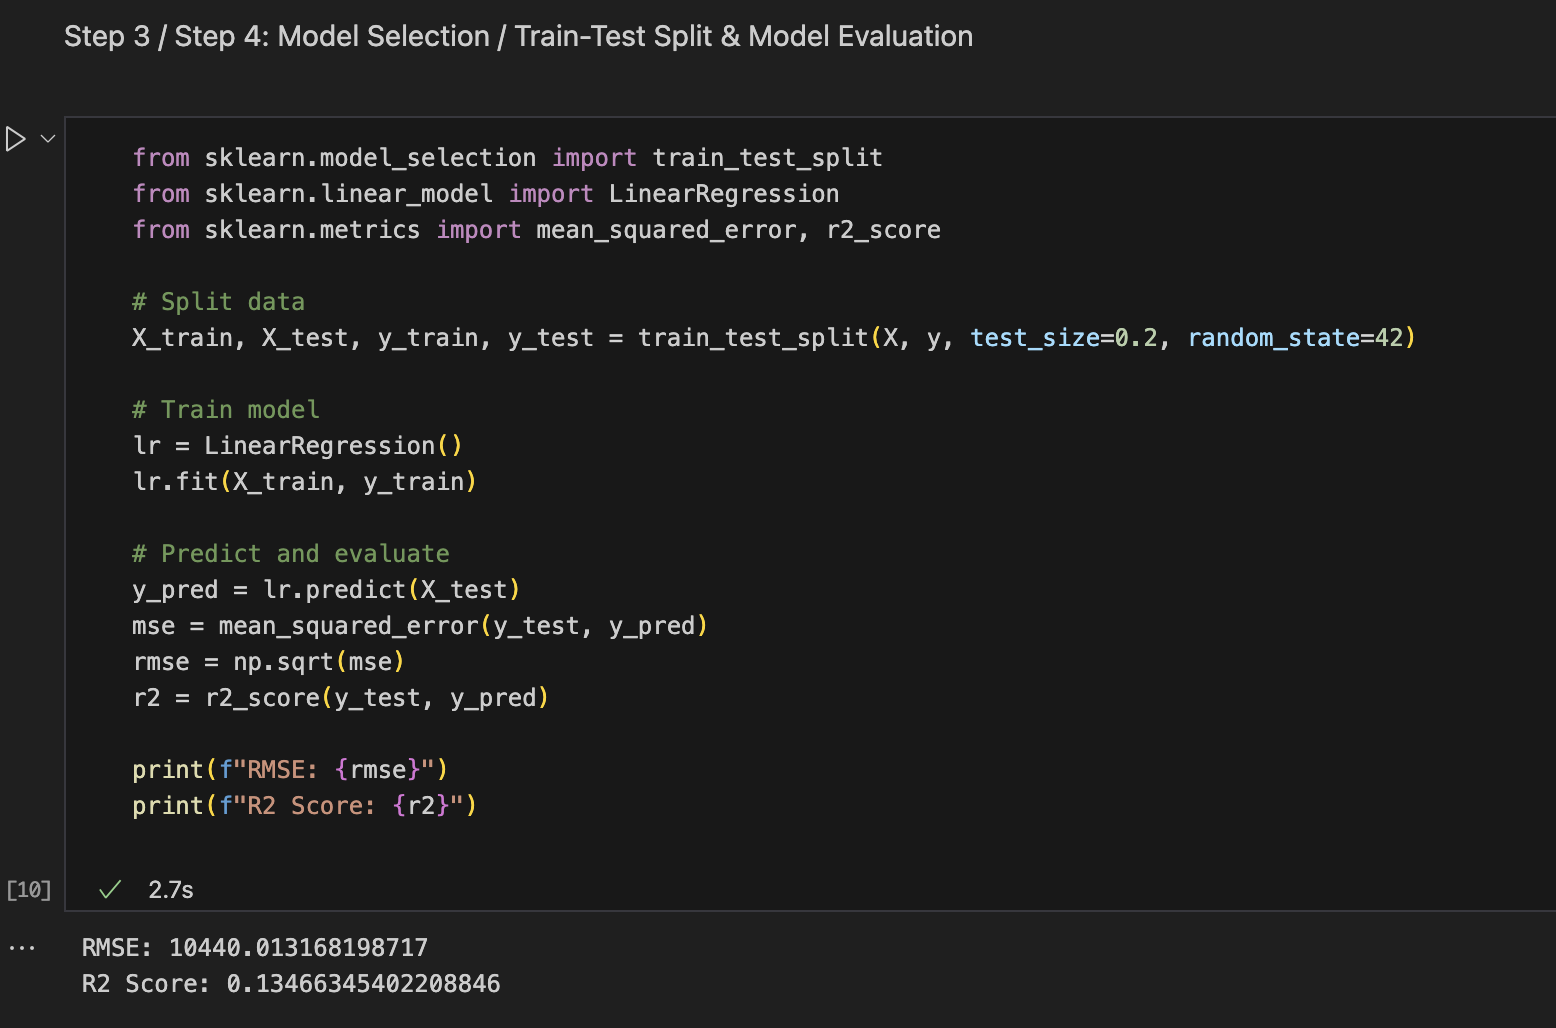 Step 3 / Step 4: Model Selection / Train-Test Split & Model Evaluation
from sklearn.model_selection import train_test_split
from sklearn.linear_model import LinearRegression
from sklearn.metrics import mean_squared_error, r2_score
# Split data
X_train, X_test, y_train, y_test = train_test_split(X, y, test_size=0.2, random_state=42)
# Train model
lr = LinearRegression()
lr.fit(X_train, y_train)
# Predict and evaluate
y_pred = lr.predict(X_test)
mse = mean_squared_error(y_test, y_pred)
rmse = np.sqrt(mse)
r2 = r2_score(y_test, y_pred)
print(f"RMSE: {rmse}")
print(f"R2 Score: {r2}")
[10] 2.7s
... RMSE: 10440.013168198717
R2 Score: 0.13466345402208846